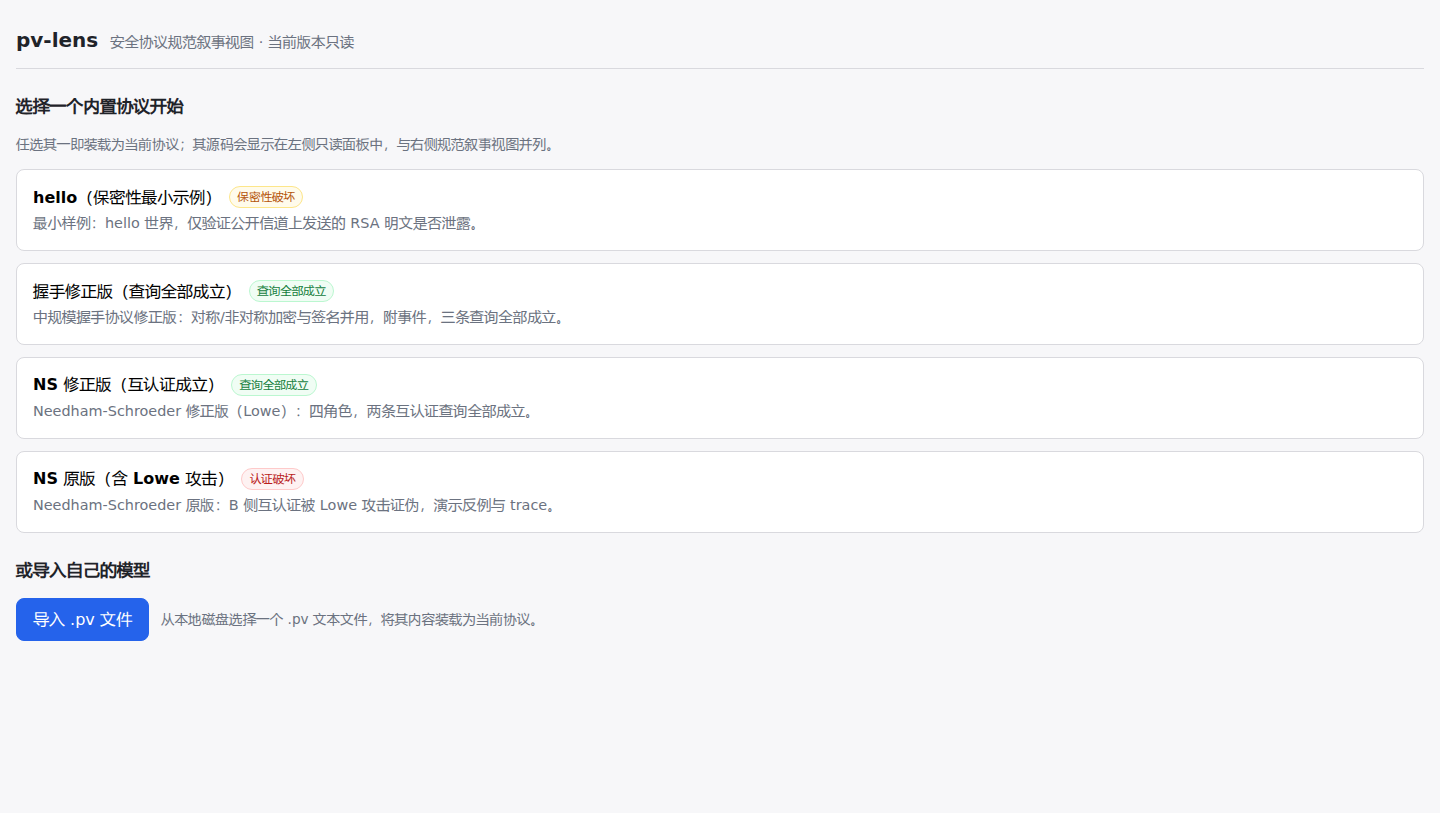 pv-lens 安全协议规范叙事视图 · 当前版本只读
选择一个内置协议开始
任选其一即装载为当前协议；其源码会显示在左侧只读面板中，与右侧规范叙事视图并列。
hello（保密性最小示例） 保密性破坏
最小样例：hello 世界，仅验证公开信道上发送的 RSA 明文是否泄露。
握手修正版（查询全部成立） 查询全部成立
中规模握手协议修正版：对称/非对称加密与签名并用，附事件，三条查询全部成立。
NS 修正版（互认证成立） 查询全部成立
Needham-Schroeder 修正版（Lowe）：四角色，两条互认证查询全部成立。
NS 原版（含 Lowe 攻击） 认证破坏
Needham-Schroeder 原版：B 侧互认证被 Lowe 攻击证伪，演示反例与 trace。
或导入自己的模型
导入 .pv 文件 从本地磁盘选择一个 .pv 文本文件，将其内容装载为当前协议。